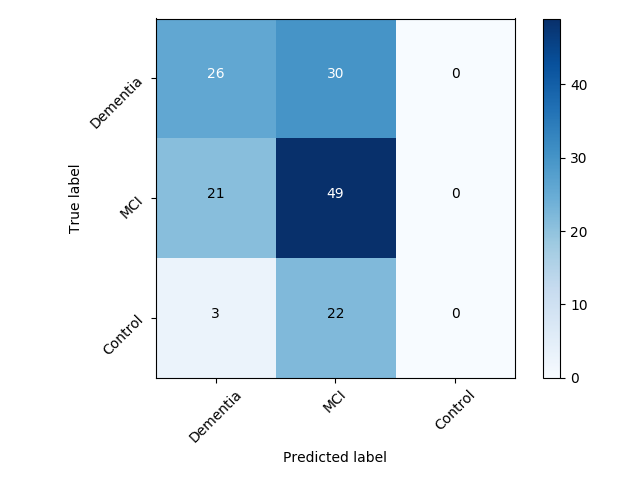 Dementia 26 30 0
MCI 21 49 0
Control 3 22 0
Dementia MCI Control
True label
Predicted label
40
30
20
10
0